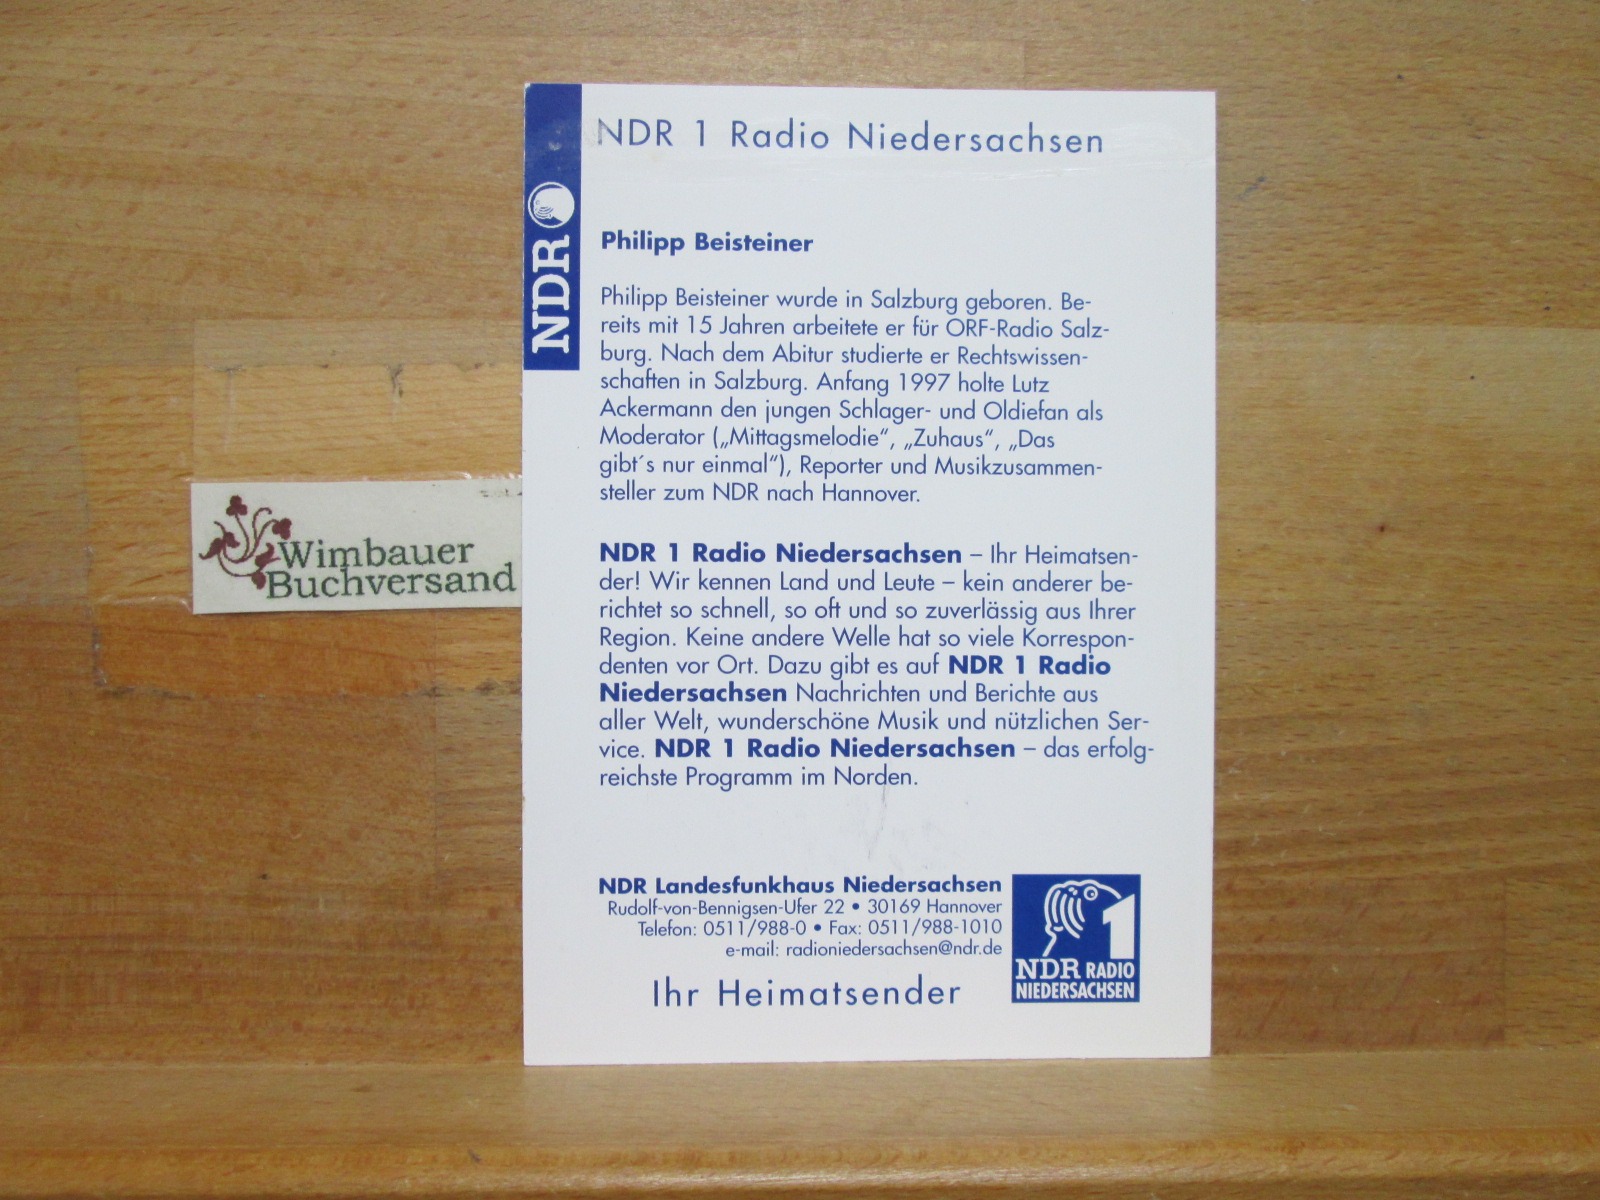 NDR 1 Radio Niedersachsen
NDR
Philipp Beisteiner
Philipp Beisteiner wurde in Salzburg geboren. Be-
reits mit 15 Jahren arbeitete er für ORF-Radio Salz-
burg. Nach dem Abitur studierte er Rechtswissen-
schaften in Salzburg. Anfang 1997 holte Lutz
Ackermann den jungen Schlager- und Oldiefan als
Moderator („Mittagsmelodie“, „Zuhaus“, „Das
gibt´s nur einmal“), Reporter und Musikzusammen-
steller zum NDR nach Hannover.
NDR 1 Radio Niedersachsen – Ihr Heimatsen-
der! Wir kennen Land und Leute – kein anderer be-
richtet so schnell, so oft und so zuverlässig aus Ihrer
Region. Keine andere Welle hat so viele Korrespon-
denten vor Ort. Dazu gibt es auf NDR 1 Radio
Niedersachsen Nachrichten und Berichte aus
aller Welt, wunderschöne Musik und nützlichen Ser-
vice. NDR 1 Radio Niedersachsen – das erfolg-
reichste Programm im Norden.
NDR Landesfunkhaus Niedersachsen
Rudolf-von-Bennigsen-Ufer 22 • 30169 Hannover
Telefon: 0511/988-0 • Fax: 0511/988-1010
e-mail: radioniedersachsen@ndr.de
Ihr Heimatsender
1
NDR RADIO
NIEDERSACHSEN
Wimbauer
Buchversand